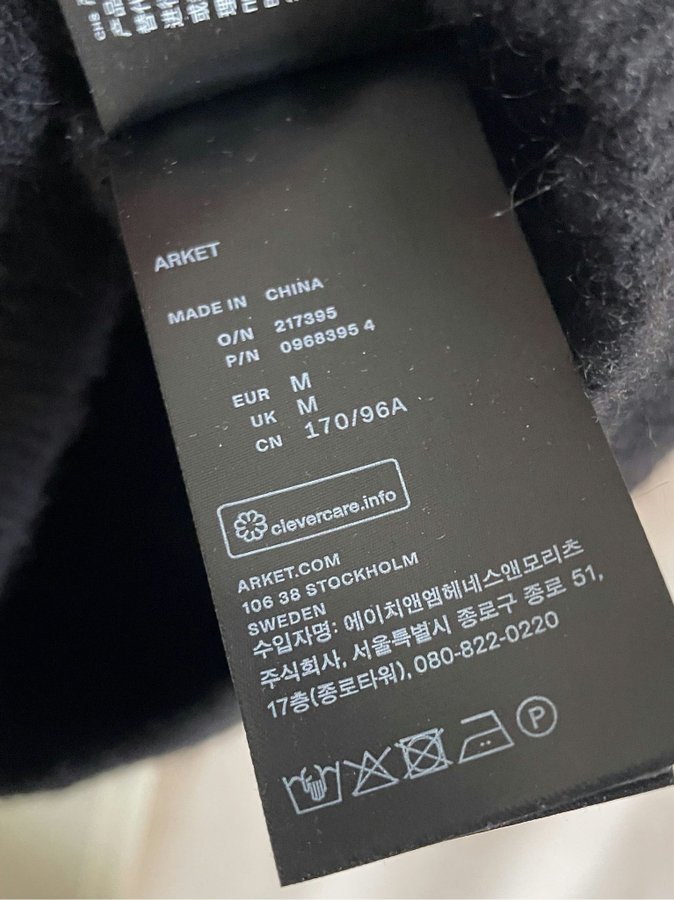 ARKET
MADE IN CHINA
O/N 217395
P/N 0968395 4
EUR M
UK M
CN 170/96A
clevercare.info
ARKET.COM
106 38 STOCKHOLM
SWEDEN
수입자명: 에이치앤엠헤네스앤모리츠
주식회사, 서울특별시 종로구 종로 51,
17층(종로타워), 080-822-0220
P